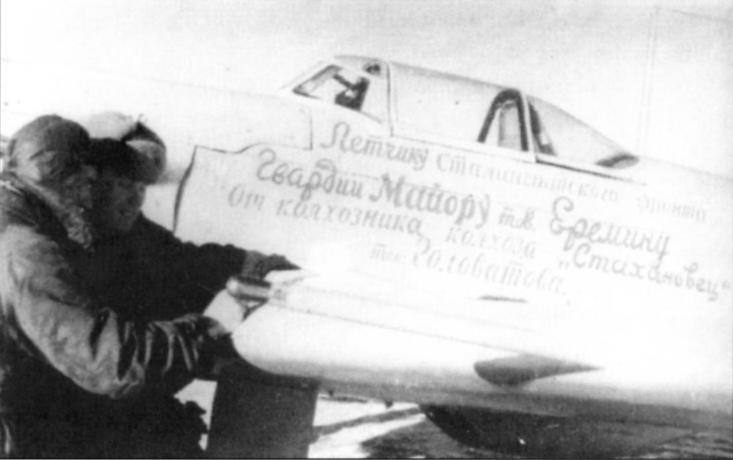 Летчику Сталинградского фронта
Гвардии Майору тов. Еремину
От колхозника колхоза „Стахановец"
тов. Головатова.